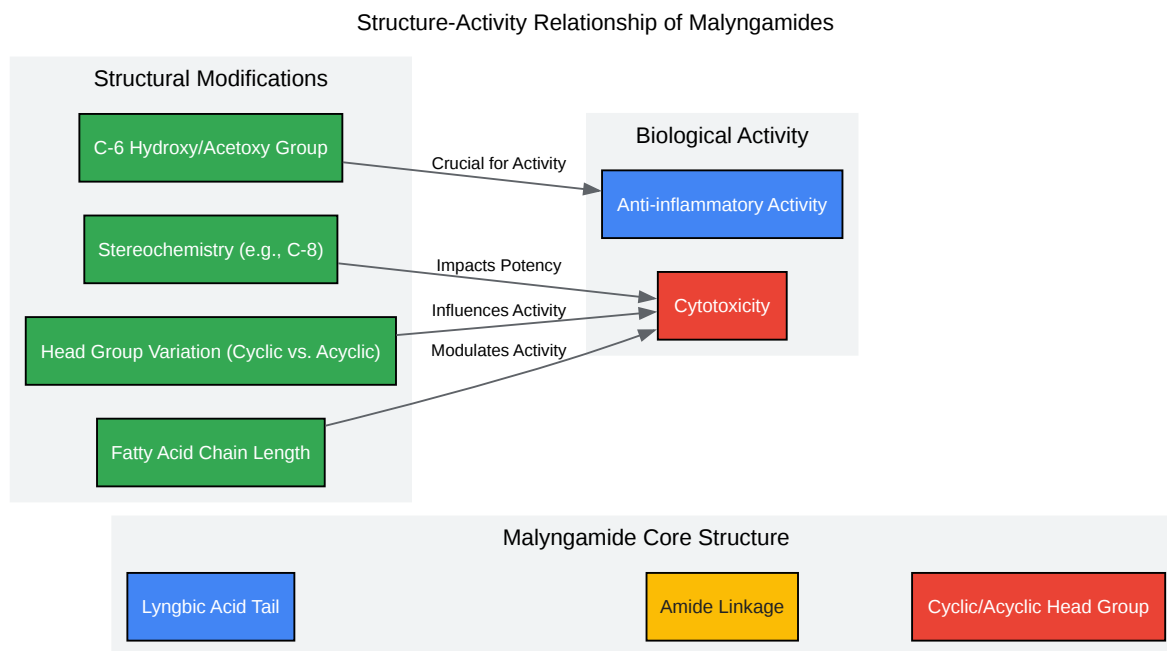 Structure-Activity Relationship of Malyngamides
Structural Modifications
C-6 Hydroxy/Acetoxy Group
Stereochemistry (e.g., C-8)
Head Group Variation (Cyclic vs. Acyclic)
Fatty Acid Chain Length
Crucial for Activity
Impacts Potency
Influences Activity
Modulates Activity
Biological Activity
Anti-inflammatory Activity
Cytotoxicity
Malyngamide Core Structure
Lyngbic Acid Tail
Amide Linkage
Cyclic/Acyclic Head Group